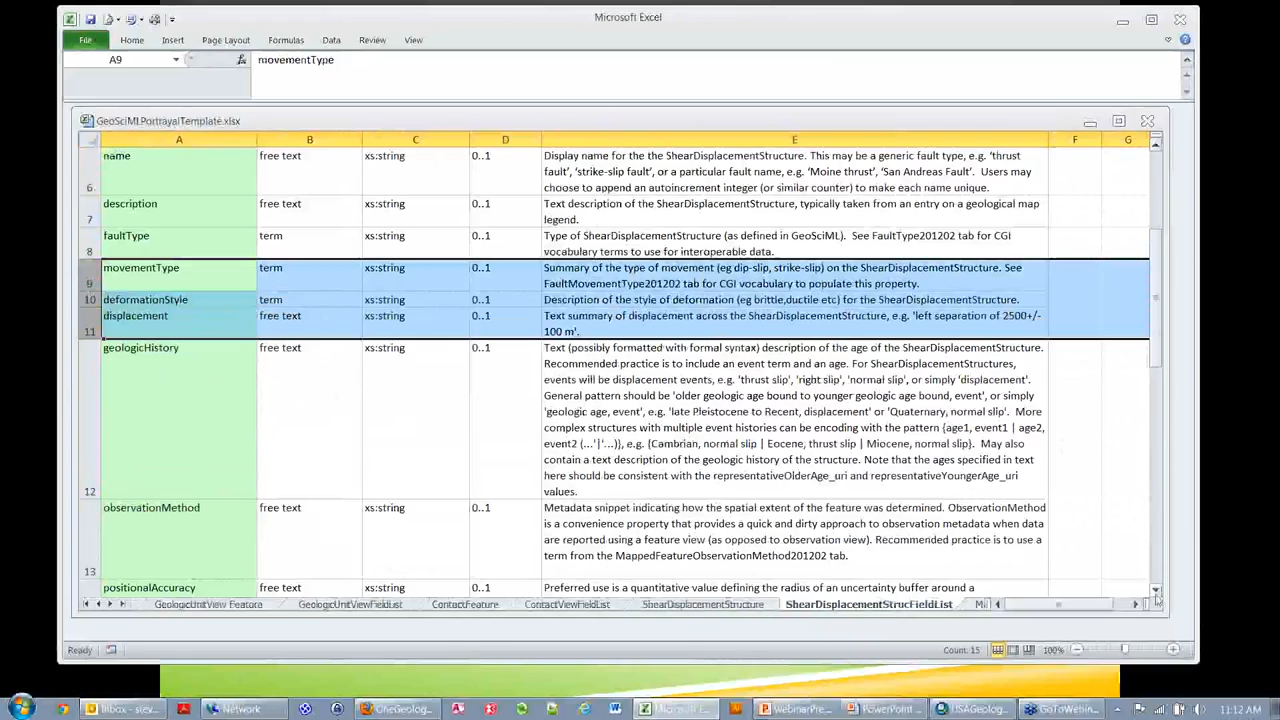 Microsoft Excel
File Home Insert Page Layout Formulas Data Review View
A9 fx movementType
GeoSciMLPortrayalTemplate.xlsx
A B C D E F G
name free text xs:string 0..1 Display name for the the ShearDisplacementStructure. This may be a generic fault type, e.g. 'thrust
fault', 'strike-slip fault', or a particular fault name, e.g. 'Moine thrust', 'San Andreas Fault'. Users may
6 choose to append an autoincrement integer (or similar counter) to make each name unique.
description free text xs:string 0..1 Text description of the ShearDisplacementStructure, typically taken from an entry on a geological map
7 legend.
faultType term xs:string 0..1 Type of ShearDisplacementStructure (as defined in GeoSciML). See FaultType201202 tab for CGI
8 vocabulary terms to use for interoperable data.
movementType term xs:string 0..1 Summary of the type of movement (eg dip-slip, strike-slip) on the ShearDisplacementStructure. See
9 FaultMovementType201202 tab for CGI vocabulary to populate this property.
10 deformationStyle term xs:string 0..1 Description of the style of deformation (eg brittle,ductile etc) for the ShearDisplacementStructure.
displacement free text xs:string 0..1 Text summary of displacement across the ShearDisplacementStructure, e.g. 'left separation of 2500+/-
11 100 m'.
geologicHistory free text xs:string 0..1 Text (possibly formatted with formal syntax) description of the age of the ShearDisplacementStructure.
Recommended practice is to include an event term and an age. For ShearDisplacementStructures,
events will be displacement events, e.g. 'thrust slip', 'right slip', 'normal slip', or simply 'displacement'.
General pattern should be 'older geologic age bound to younger geologic age bound, event', or simply
'geologic age, event', e.g. 'late Pleistocene to Recent, displacement' or 'Quaternary, normal slip'. More
complex structures with multiple event histories can be encoding with the pattern {age1, event1 | age2,
event2 (...'|'...)}, e.g. {Cambrian, normal slip | Eocene, thrust slip | Miocene, normal slip}. May also
contain a text description of the geologic history of the structure. Note that the ages specified in text
here should be consistent with the representativeOlderAge_uri and representativeYoungerAge_uri
12 values.
observationMethod free text xs:string 0..1 Metadata snippet indicating how the spatial extent of the feature was determined. ObservationMethod
is a convenience property that provides a quick and dirty approach to observation metadata when data
are reported using a feature view (as opposed to observation view). Recommended practice is to use a
13 term from the MappedFeatureObservationMethod201202 tab.
positionalAccuracy free text xs:string 0..1 Preferred use is a quantitative value defining the radius of an uncertainty buffer around a
GeologicUnitView Feature GeologicUnitViewFieldList ContactFeature ContactViewFieldList ShearDisplacementStructure ShearDisplacementStrucFieldList
Ready Count: 15 100%
Inbox - stev... Network OneGeolog... Microsoft E... WebinarPre... PowerPoint ... USAGeolog... GoToWebin... 11:12 AM